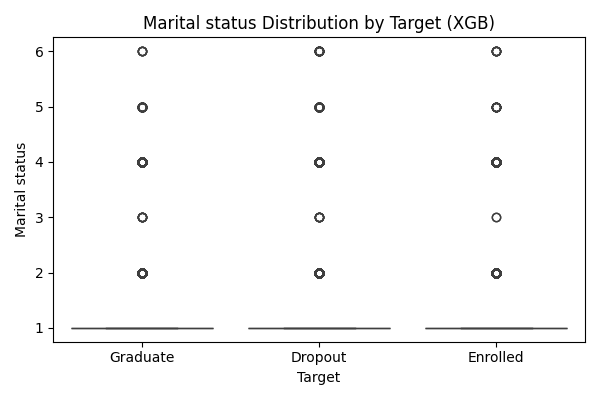 Marital status Distribution by Target (XGB)
Marital status
6
5
4
3
2
1
Graduate Dropout Enrolled
Target